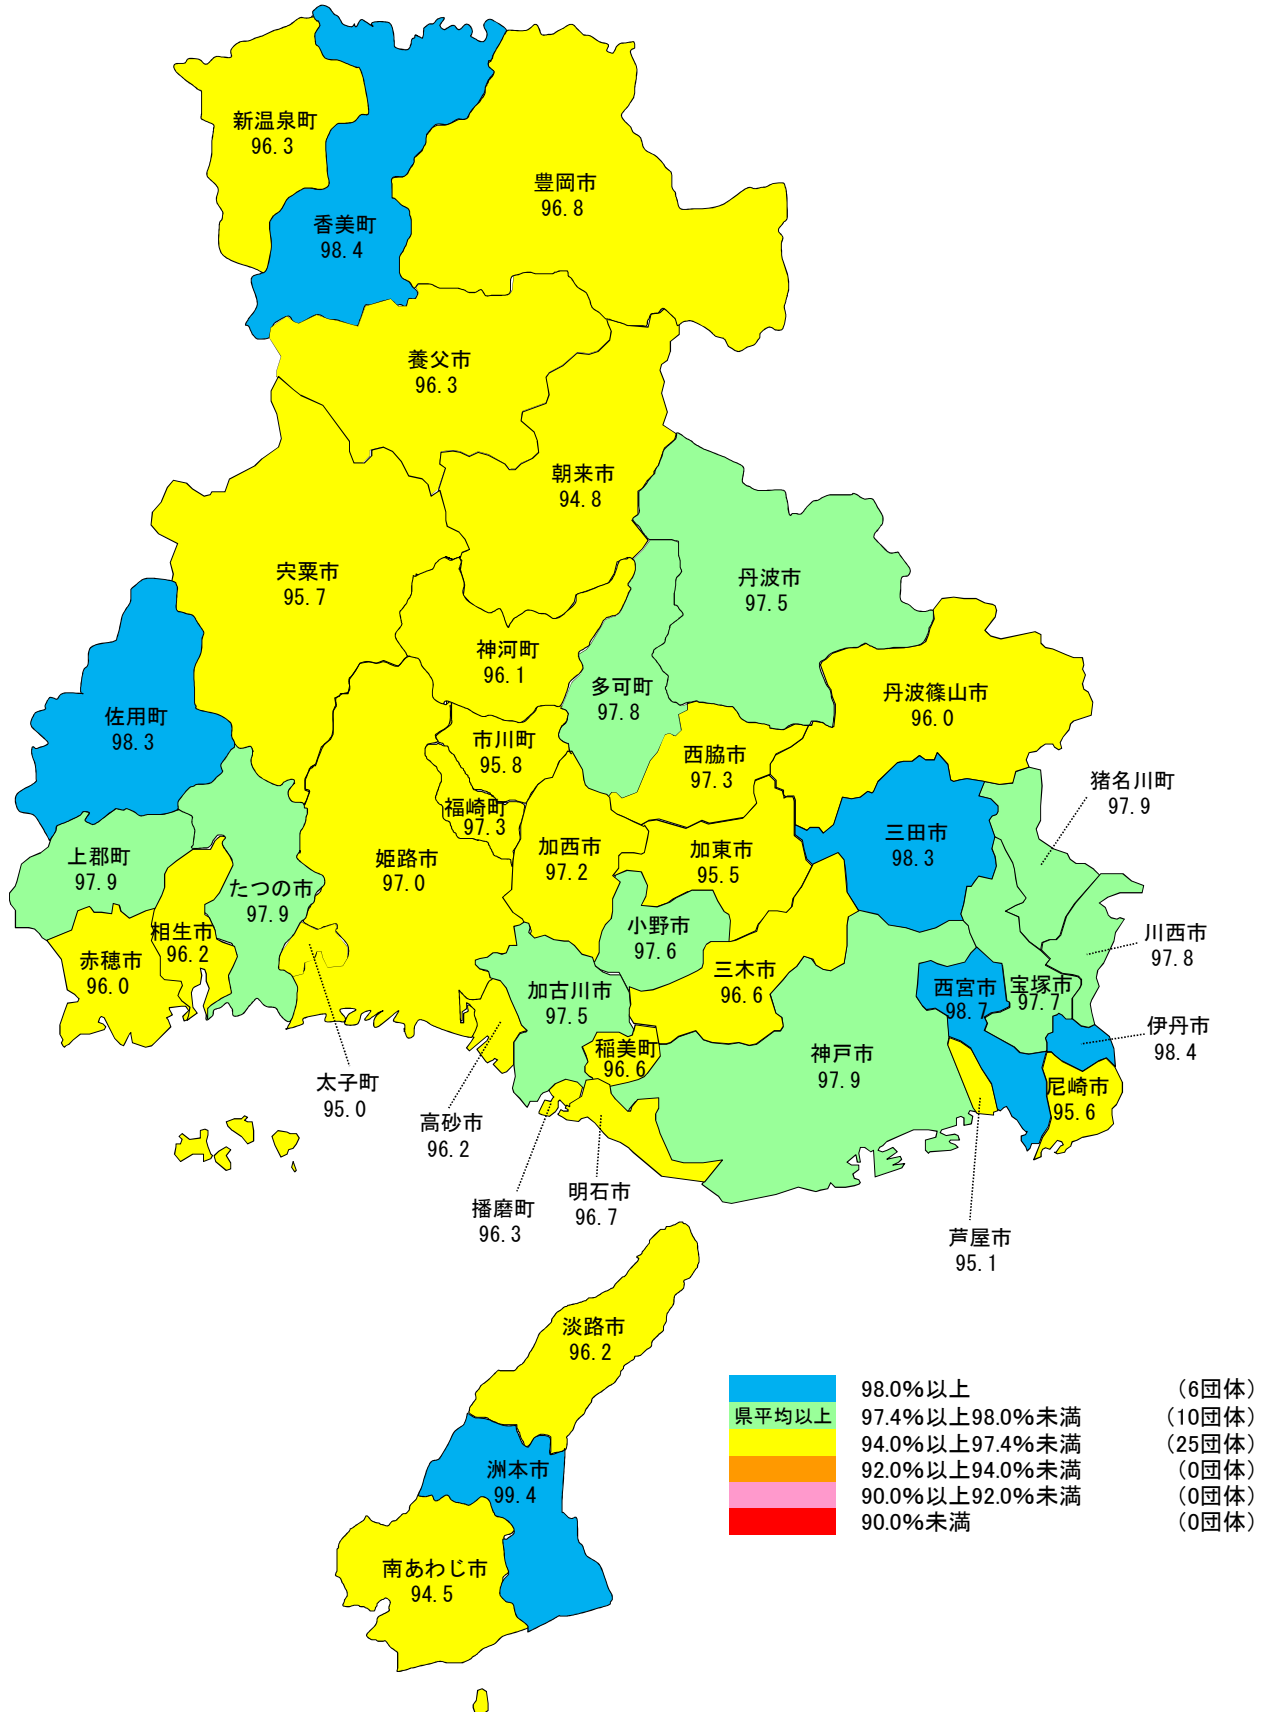 新温泉町
96.3
豊岡市
96.8
香美町
98.4
養父市
96.3
朝来市
94.8
宍粟市
95.7
丹波市
97.5
神河町
96.1
多可町
97.8
丹波篠山市
96.0
佐用町
98.3
市川町
95.8
西脇市
97.3
猪名川町
97.9
福崎町
97.3
三田市
98.3
上郡町
97.9
姫路市
97.0
加西市
97.2
加東市
95.5
たつの市
97.9
相生市
96.2
小野市
97.6
川西市
97.8
赤穂市
96.0
三木市
96.6
加古川市
97.5
西宮市
98.7
宝塚市
97.7
伊丹市
98.4
稲美町
96.6
神戸市
97.9
太子町
95.0
尼崎市
95.6
高砂市
96.2
播磨町
96.3
明石市
96.7
芦屋市
95.1
淡路市
96.2
洲本市
99.4
南あわじ市
94.5
98.0%以上 (6団体)
県平均以上 97.4%以上98.0%未満 (10団体)
94.0%以上97.4%未満 (25団体)
92.0%以上94.0%未満 (0団体)
90.0%以上92.0%未満 (0団体)
90.0%未満 (0団体)